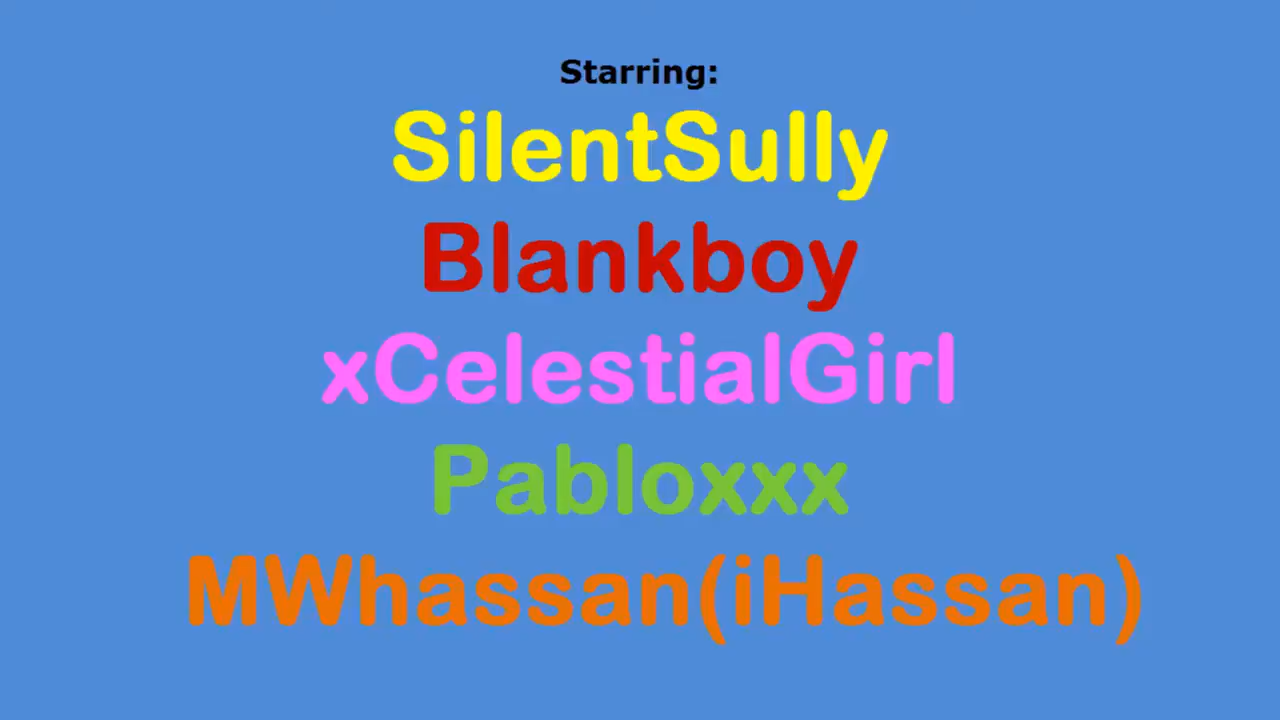 Starring:
SilentSully
Blankboy
xCelestialGirl
Pabloxxx
MWhassan(iHassan)